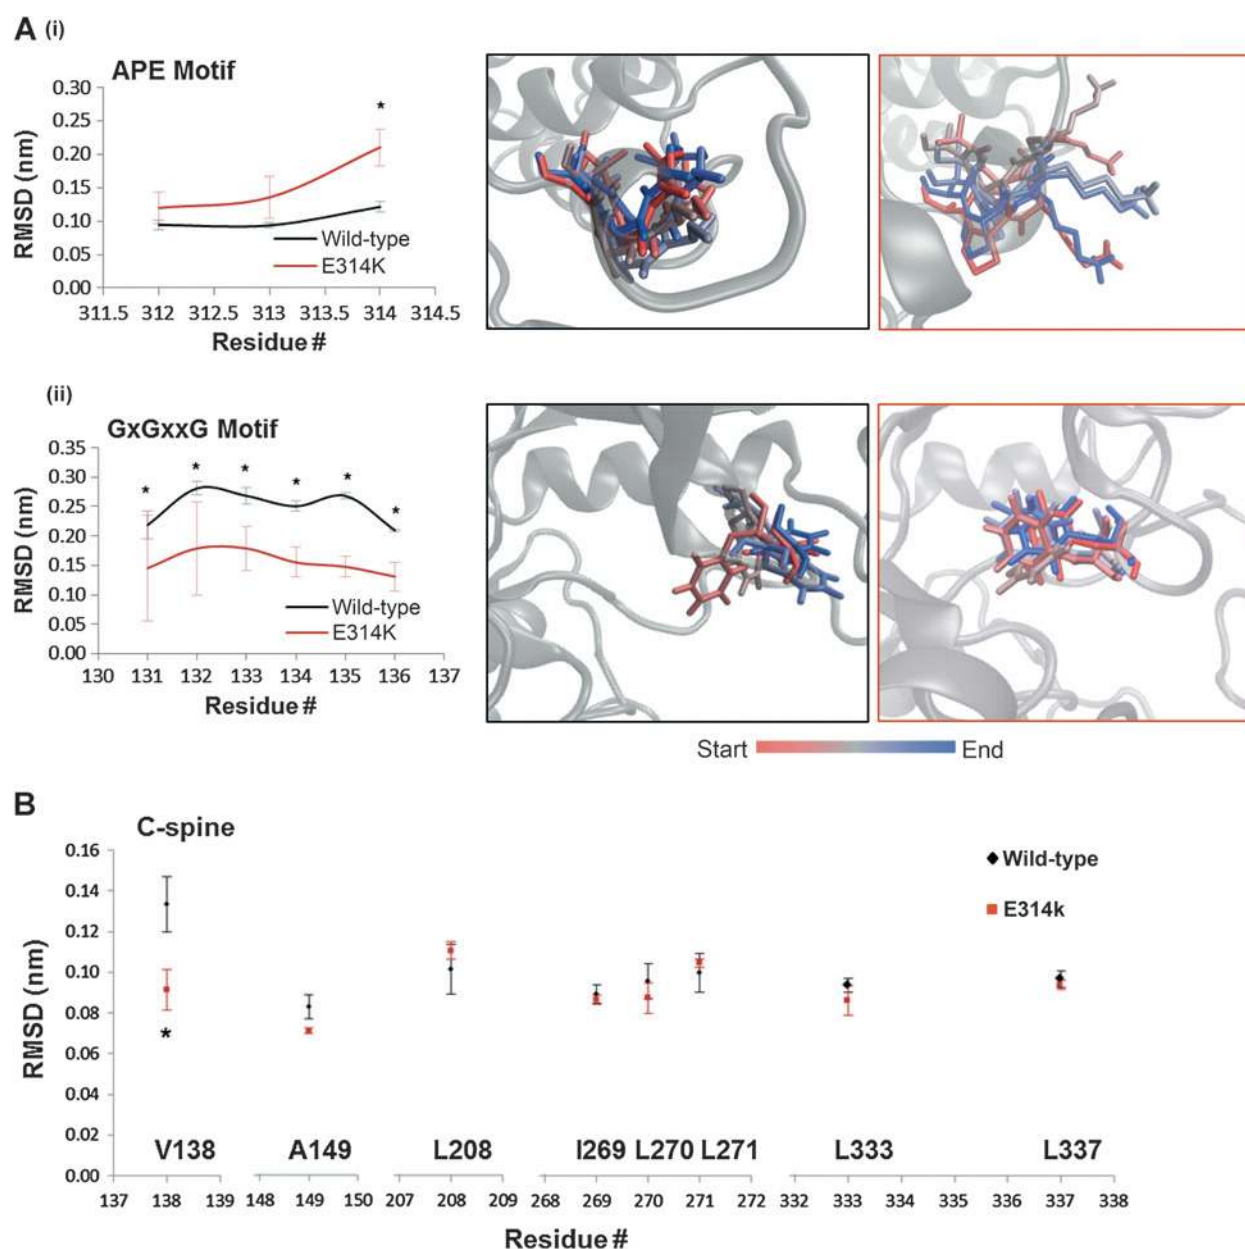 A (i)
APE Motif
0.30
0.25
0.20
0.15
0.10
0.05
0.00
RMSD (nm)
*
Wild-type
E314K
311.5 312 312.5 313 313.5 314 314.5
Residue #
(ii)
GxGxxG Motif
0.35
0.30
0.25
0.20
0.15
0.10
0.05
0.00
RMSD (nm)
* * * * * *
Wild-type
E314K
130 131 132 133 134 135 136 137
Residue #
Start End
B
C-spine
0.16
0.14
0.12
0.10
0.08
0.06
0.04
0.02
0.00
RMSD (nm)
Wild-type
E314k
*
V138 A149 L208 I269 L270 L271 L333 L337
137 138 139 148 149 150 207 208 209 268 269 270 271 272 332 333 334 335 336 337 338
Residue #